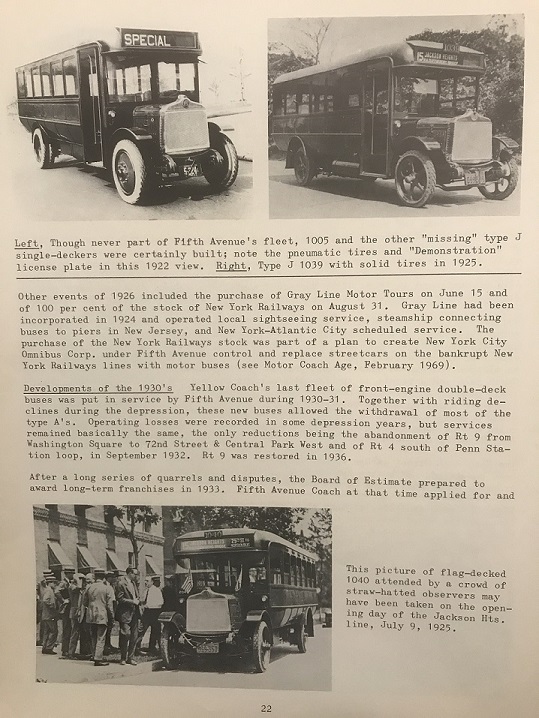 SPECIAL
JACKSON HEIGHTS
Left, Though never part of Fifth Avenue's fleet, 1005 and the other "missing" type J
single-deckers were certainly built; note the pneumatic tires and "Demonstration"
license plate in this 1922 view. Right, Type J 1039 with solid tires in 1925.
Other events of 1926 included the purchase of Gray Line Motor Tours on June 15 and
of 100 per cent of the stock of New York Railways on August 31. Gray Line had been
incorporated in 1924 and operated local sightseeing service, steamship connecting
buses to piers in New Jersey, and New York-Atlantic City scheduled service. The
purchase of the New York Railways stock was part of a plan to create New York City
Omnibus Corp. under Fifth Avenue control and replace streetcars on the bankrupt New
York Railways lines with motor buses (see Motor Coach Age, February 1969).
Developments of the 1930's Yellow Coach's last fleet of front-engine double-deck
buses was put in service by Fifth Avenue during 1930-31. Together with riding de-
clines during the depression, these new buses allowed the withdrawal of most of the
type A's. Operating losses were recorded in some depression years, but services
remained basically the same, the only reductions being the abandonment of Rt 9 from
Washington Square to 72nd Street & Central Park West and of Rt 4 south of Penn Sta-
tion loop, in September 1932. Rt 9 was restored in 1936.
After a long series of quarrels and disputes, the Board of Estimate prepared to
award long-term franchises in 1933. Fifth Avenue Coach at that time applied for and
JACKSON HEIGHTS
This picture of flag-decked
1040 attended by a crowd of
straw-hatted observers may
have been taken on the open-
ing day of the Jackson Hts.
line, July 9, 1925.
22